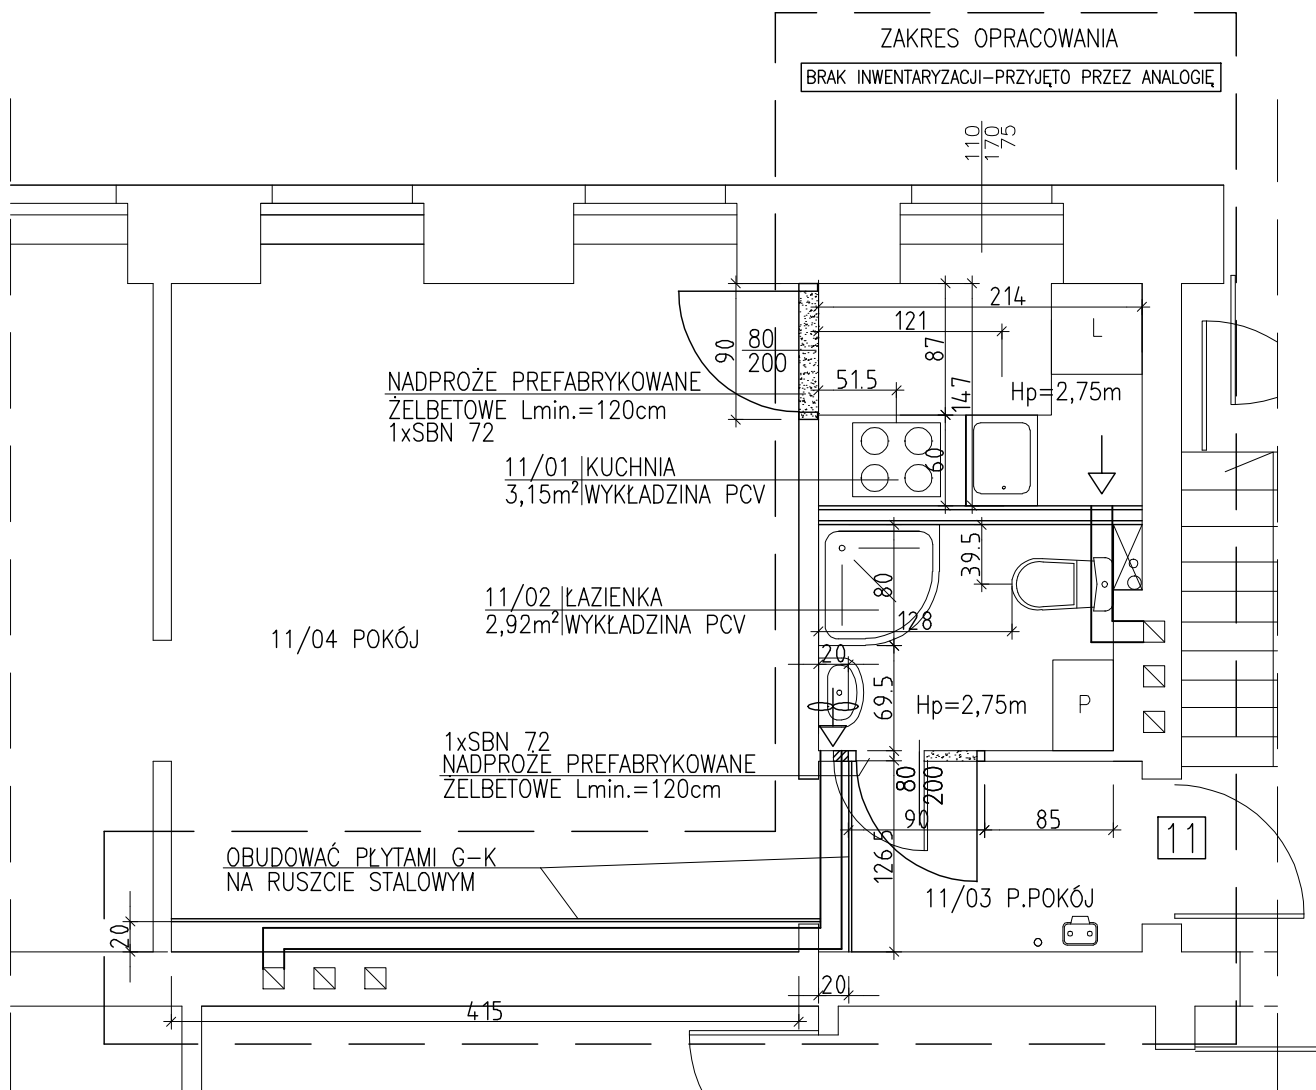 ZAKRES OPRACOWANIA
BRAK INWENTARYZACJI-PRZYJĘTO PRZEZ ANALOGIĘ
110
170
75
214
121
L
90
80
200
87
147
51.5
Hp=2,75m
NADPROŻE PREFABRYKOWANE
ŻELBETOWE Lmin.=120cm
1xSBN 72
11/01 KUCHNIA
3,15m² WYKŁADZINA PCV
60
39.5
80
11/02 ŁAZIENKA
2,92m² WYKŁADZINA PCV
128
11/04 POKÓJ
20
69.5
Hp=2,75m
P
1xSBN 72
NADPROŻE PREFABRYKOWANE
ŻELBETOWE Lmin.=120cm
80
200
90
85
11
126.5
OBUDOWAĆ PŁYTAMI G-K
NA RUSZCIE STALOWYM
11/03 P.POKÓJ
20
20
415